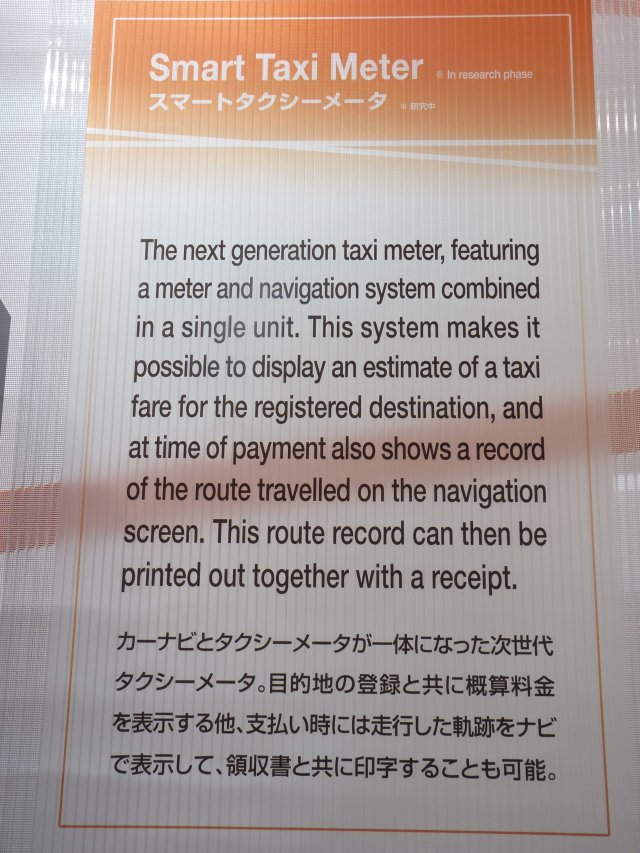 Smart Taxi Meter ※ In research phase
スマートタクシーメータ ※ 研究中
The next generation taxi meter, featuring
a meter and navigation system combined
in a single unit. This system makes it
possible to display an estimate of a taxi
fare for the registered destination, and
at time of payment also shows a record
of the route travelled on the navigation
screen. This route record can then be
printed out together with a receipt.
カーナビとタクシーメータが一体になった次世代
タクシーメータ。目的地の登録と共に概算料金
を表示する他、支払い時には走行した軌跡をナビ
で表示して、領収書と共に印字することも可能。